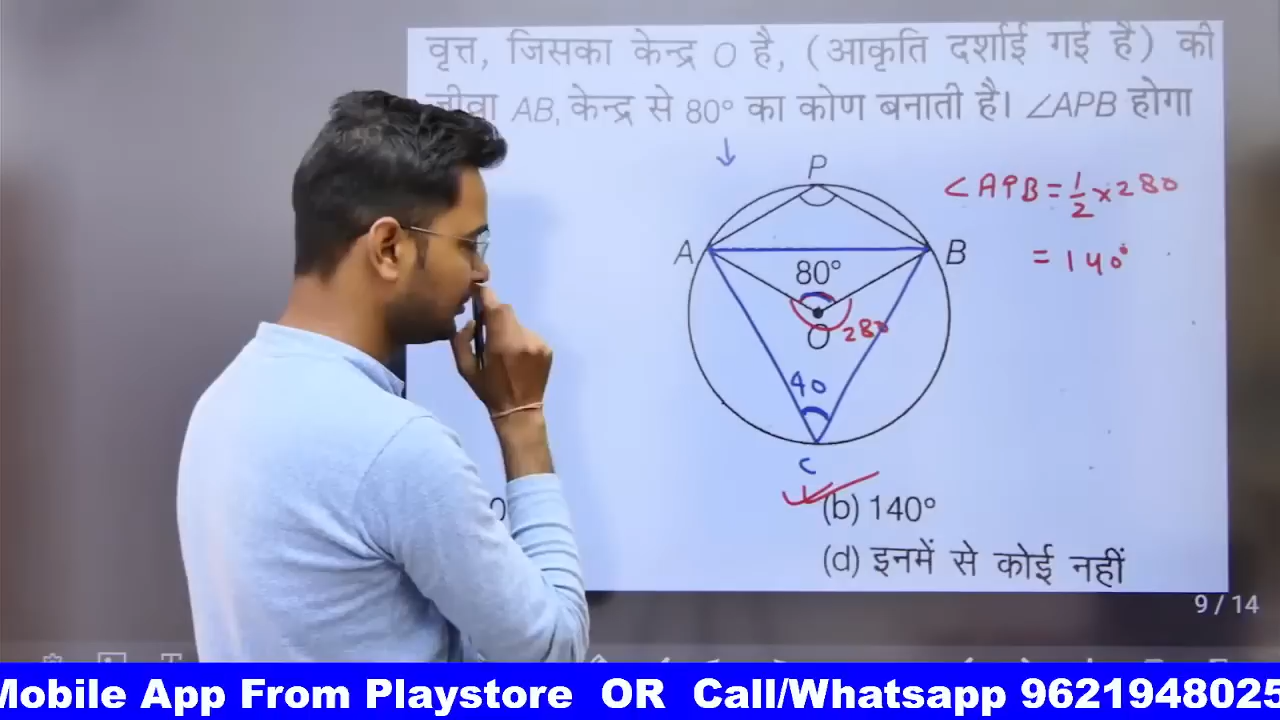 वृत्त, जिसका केन्द्र O है, (आकृति दर्शाई गई है) की
जीवा AB, केन्द्र से 80° का कोण बनाती है। ∠APB होगा
P
∠APB = 1/2 × 280
= 140°
A
B
80°
O
280
40
C
(b) 140°
(d) इनमें से कोई नहीं
9 / 14
Mobile App From Playstore OR Call/Whatsapp 9621948025